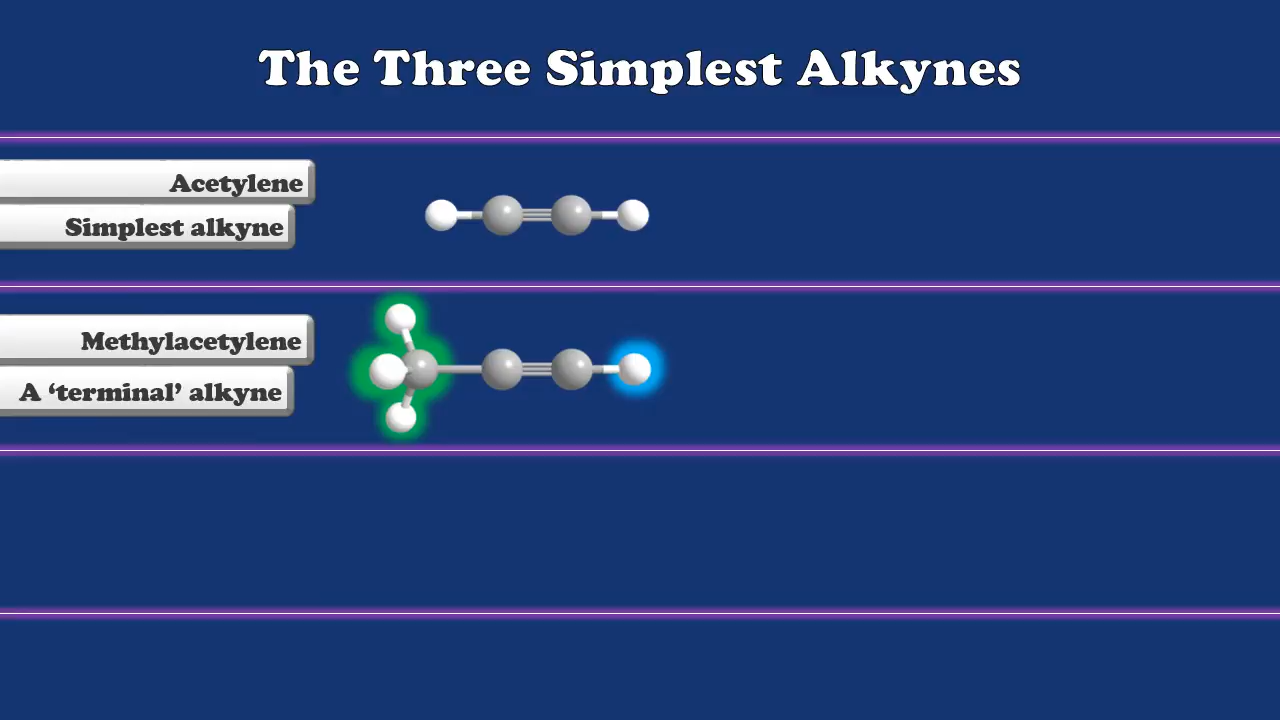 The Three Simplest Alkynes
Acetylene
Simplest alkyne
Methylacetylene
A ‘terminal’ alkyne